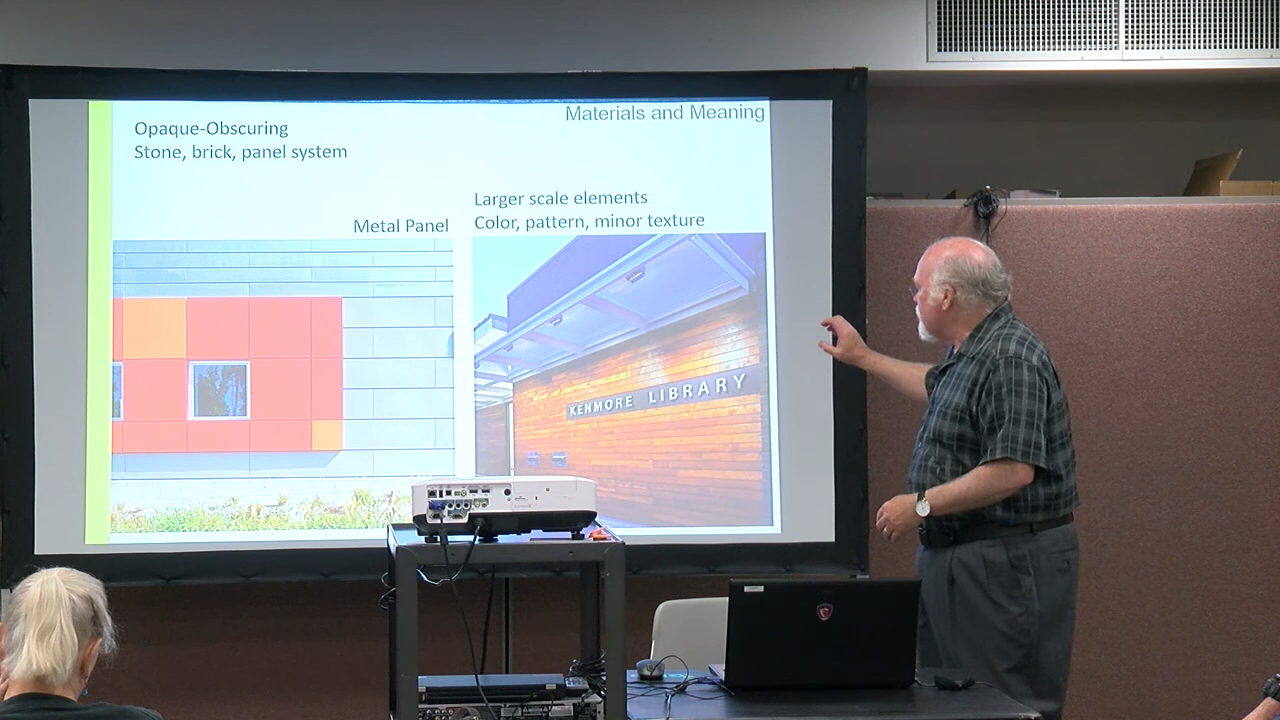 Materials and Meaning
Opaque-Obscuring
Stone, brick, panel system
Larger scale elements
Color, pattern, minor texture
Metal Panel
KENMORE LIBRARY